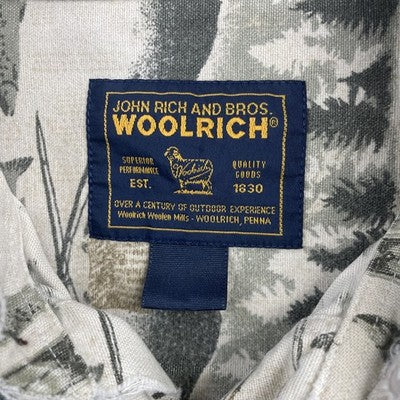 JOHN RICH AND BROS.
WOOLRICH®
SUPERIOR PERFORMANCE
Woolrich
QUALITY GOODS
EST. 1830
OVER A CENTURY OF OUTDOOR EXPERIENCE
Woolrich Woolen Mills - WOOLRICH, PENNA